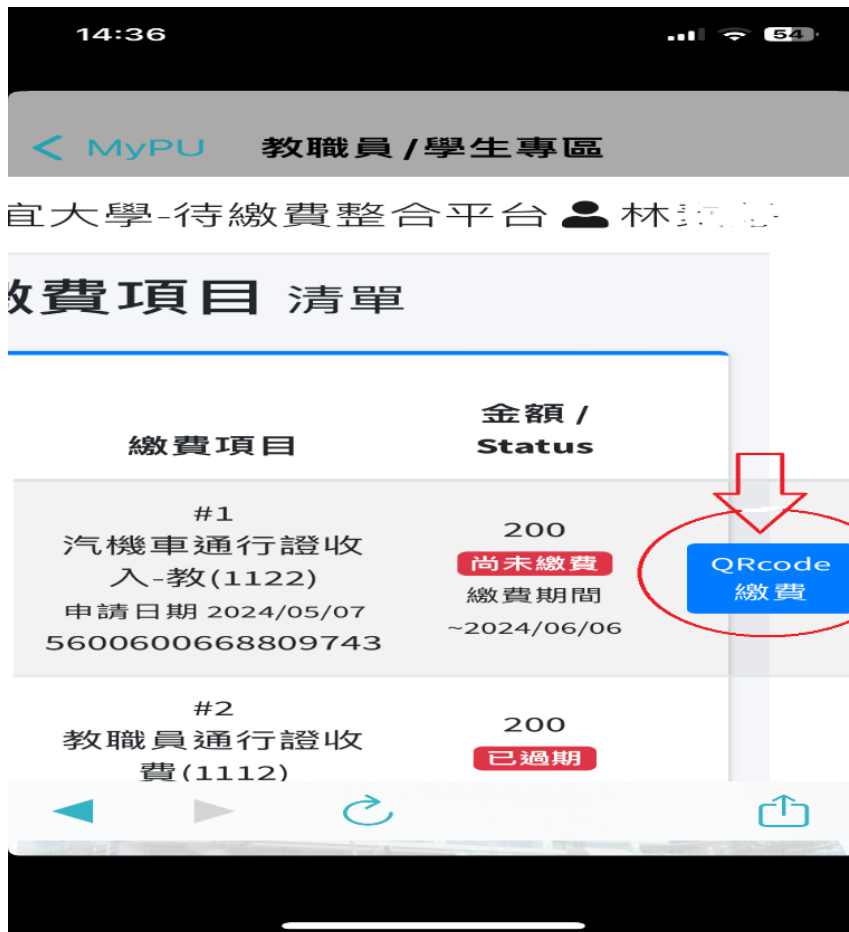 14:36
54
MyPU 教職員/學生專區
宜大學-待繳費整合平台 林
費項目 清單
繳費項目
金額 /
Status
#1
汽機車通行證收
入-教(1122)
申請日期 2024/05/07
5600600668809743
200
尚未繳費
繳費期間
~2024/06/06
QRcode
繳費
#2
教職員通行證收
費(1112)
200
已過期